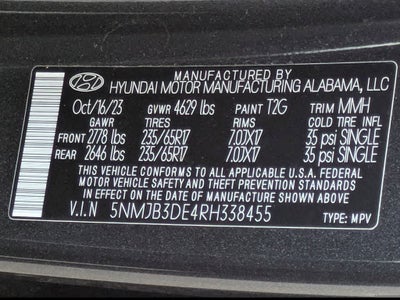 MANUFACTURED BY
HYUNDAI MOTOR MANUFACTURING ALABAMA, LLC
Oct/16/23 GVWR 4629 lbs PAINT T2G TRIM MMH
GAWR TIRES RIMS COLD TIRE INFL
FRONT 2778 lbs 235/65R17 7.0JX17 35 psi SINGLE
REAR 2646 lbs 235/65R17 7.0JX17 35 psi SINGLE
THIS VEHICLE CONFORMS TO ALL APPLICABLE U.S.
FEDERAL MOTOR VEHICLE SAFETY AND THEFT PREVENTION STANDARDS
IN EFFECT ON THE DATE OF MANUFACTURE SHOWN ABOVE.
V.I.N 5NMJB3DE4RH338455 TYPE: MPV